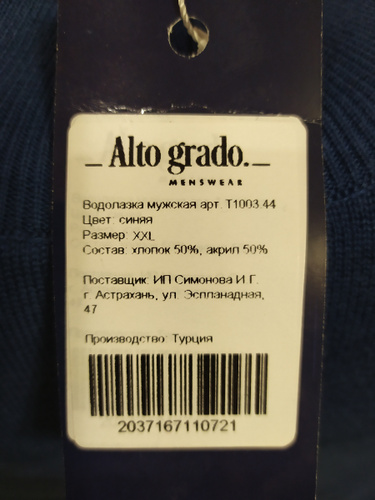 _ Alto grado. _
MENSWEAR
Водолазка мужская арт. Т1003.44
Цвет: синяя
Размер: XXL
Состав: хлопок 50%, акрил 50%
Поставщик: ИП Симонова И.Г.
г. Астрахань, ул. Эспланадная,
47
Производство: Турция
2037167110721